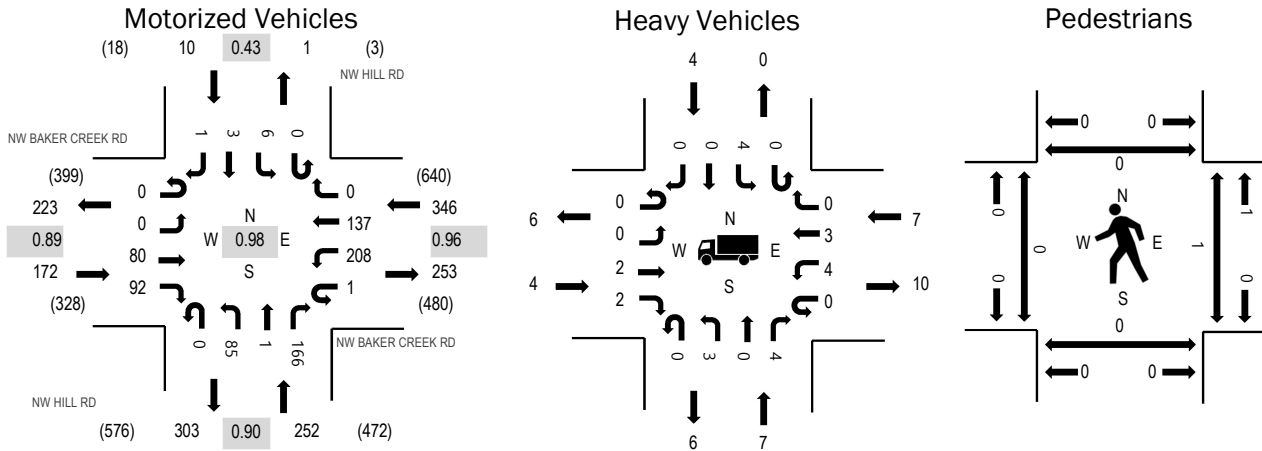 Motorized Vehicles
Heavy Vehicles
Pedestrians
(18) 10 0.43 1 (3)
NW HILL RD
NW BAKER CREEK RD
1 3 6 0
(399)
223
0.89
172
(328)
0
0
80
92
N
W 0.98 E
S
0
137
208
1
(640)
346
0.96
253
(480)
0 85 1 166
NW BAKER CREEK RD
NW HILL RD
(576) 303 0.90 252 (472)
4 0
0 0 4 0
6
4
0
0
2
2
N
W E
S
0
3
4
0
7
10
0 3 0 4
6 7
0 0
0
0
0
0
N
W E
S
1
1
0
0
0 0